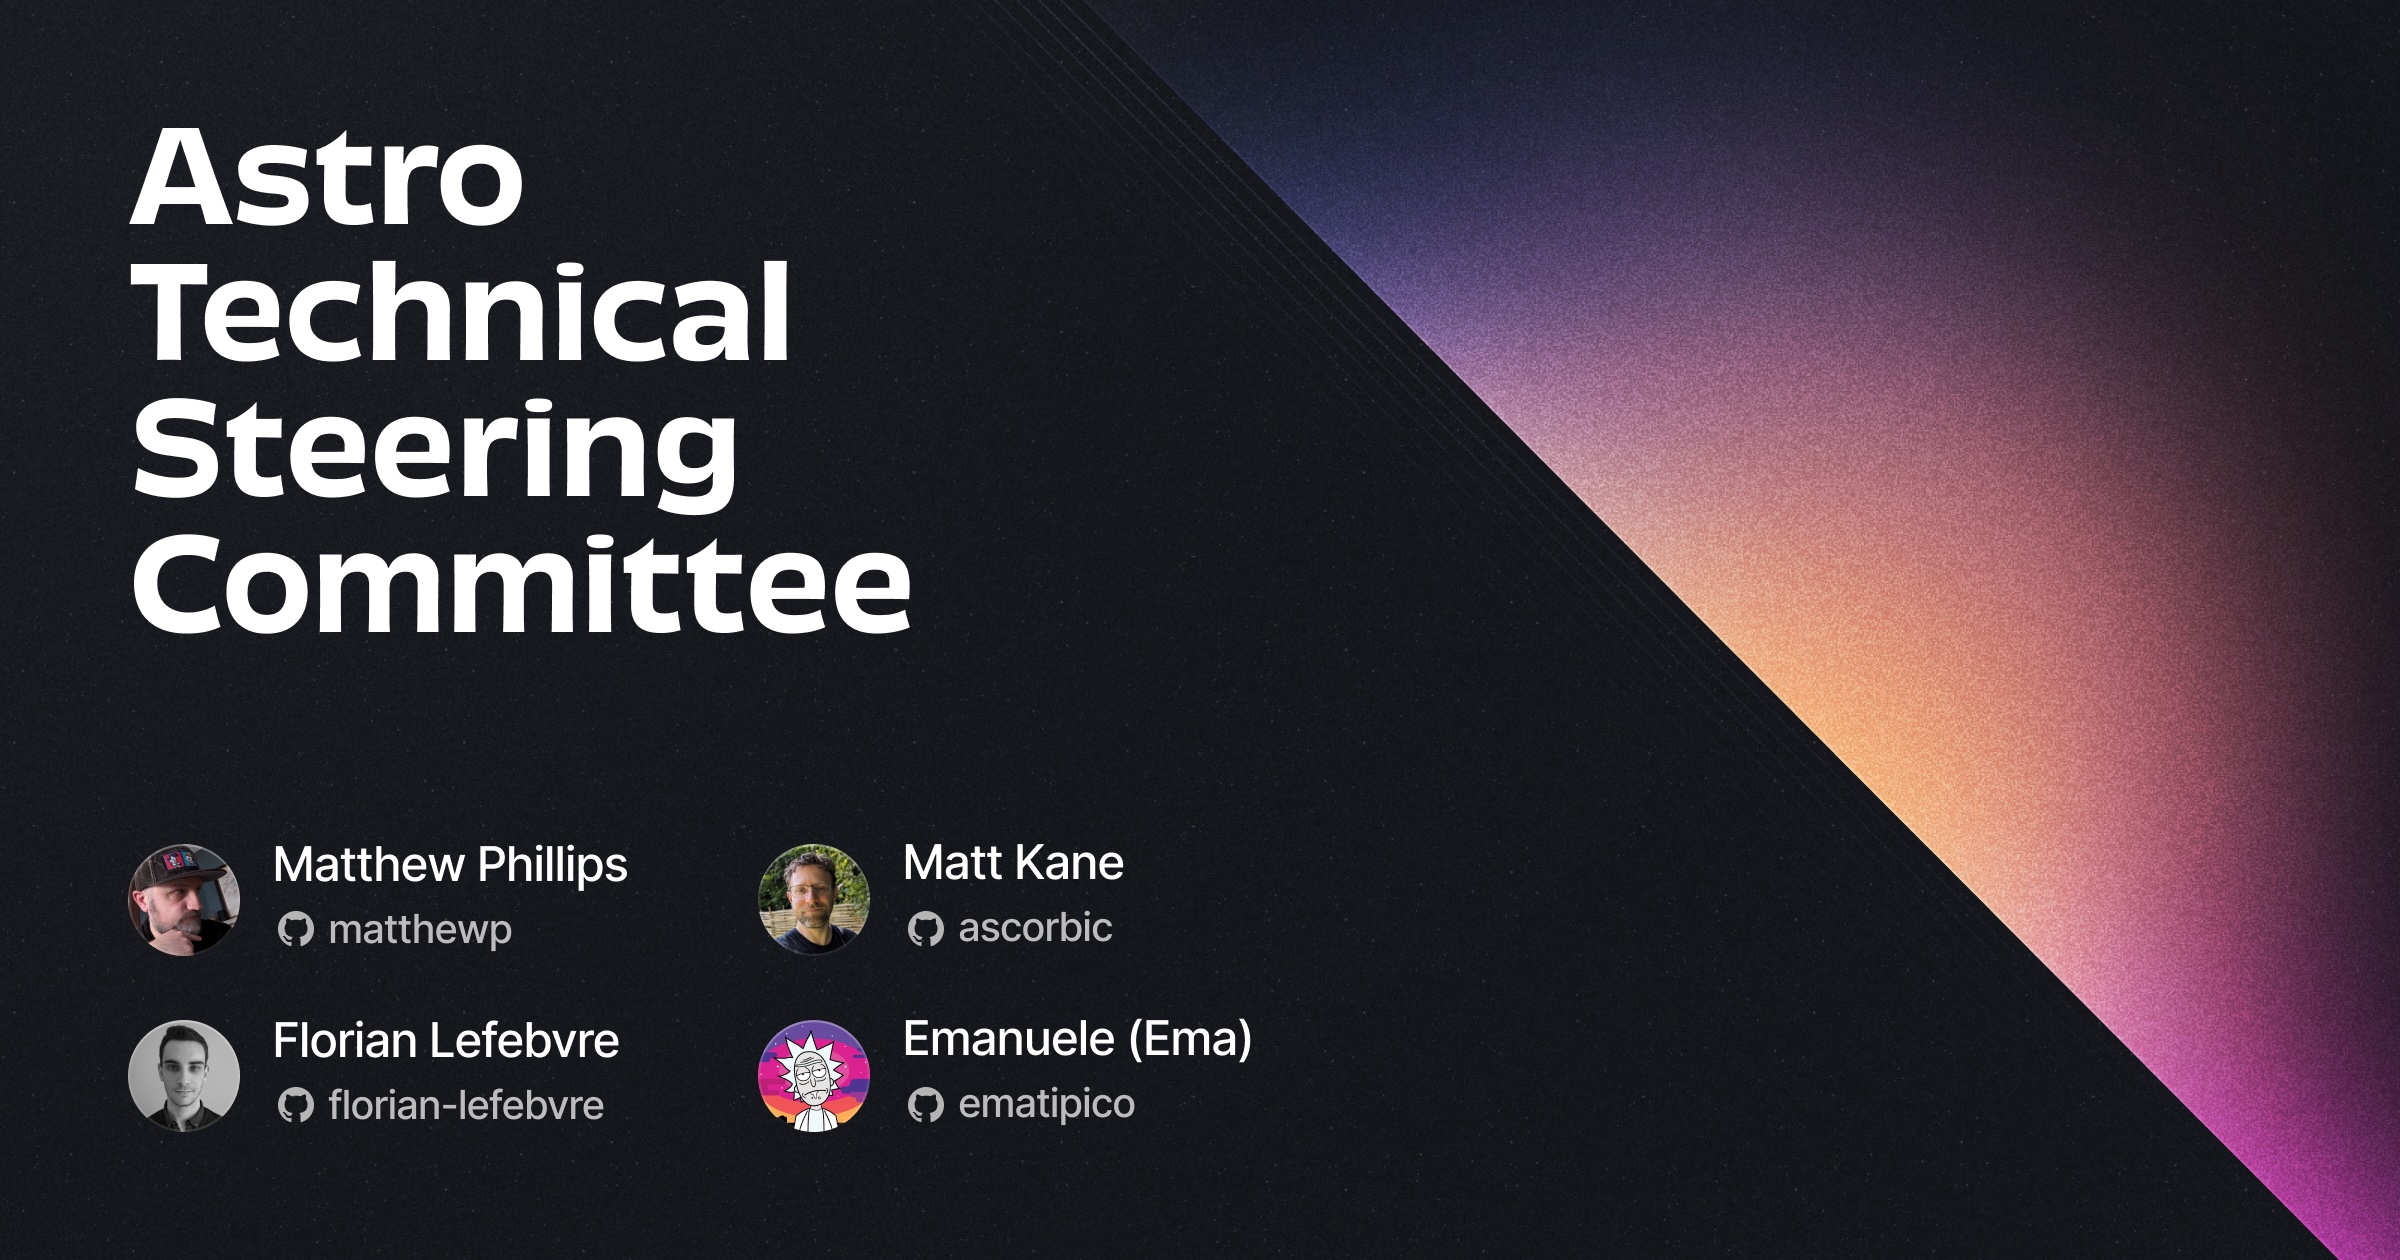 Astro
Technical
Steering
Committee
Matthew Phillips
matthewp
Matt Kane
ascorbic
Florian Lefebvre
florian-lefebvre
Emanuele (Ema)
ematipico